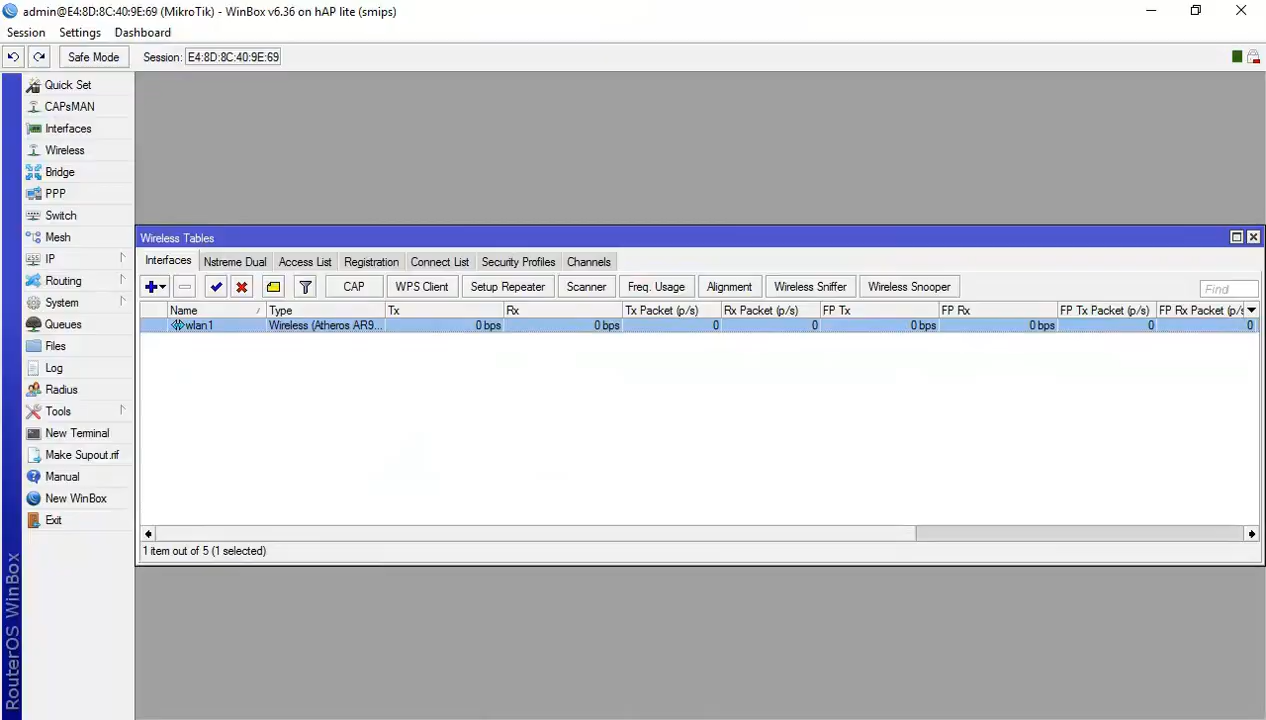 admin@E4:8D:8C:40:9E:69 (MikroTik) - WinBox v6.36 on hAP lite (smips)
Session Settings Dashboard
Safe Mode Session: E4:8D:8C:40:9E:69
Quick Set
CAPsMAN
Interfaces
Wireless
Bridge
PPP
Switch
Mesh
IP
Routing
System
Queues
Files
Log
Radius
Tools
New Terminal
Make Supout.rif
Manual
New WinBox
Exit
RouterOS WinBox
Wireless Tables
Interfaces Nstreme Dual Access List Registration Connect List Security Profiles Channels
CAP WPS Client Setup Repeater Scanner Freq. Usage Alignment Wireless Sniffer Wireless Snooper Find
Name Type Tx Rx Tx Packet (p/s) Rx Packet (p/s) FP Tx FP Rx FP Tx Packet (p/s) FP Rx Packet (p/s
wlan1 Wireless (Atheros AR9... 0 bps 0 bps 0 0 0 bps 0 bps 0 0
1 item out of 5 (1 selected)